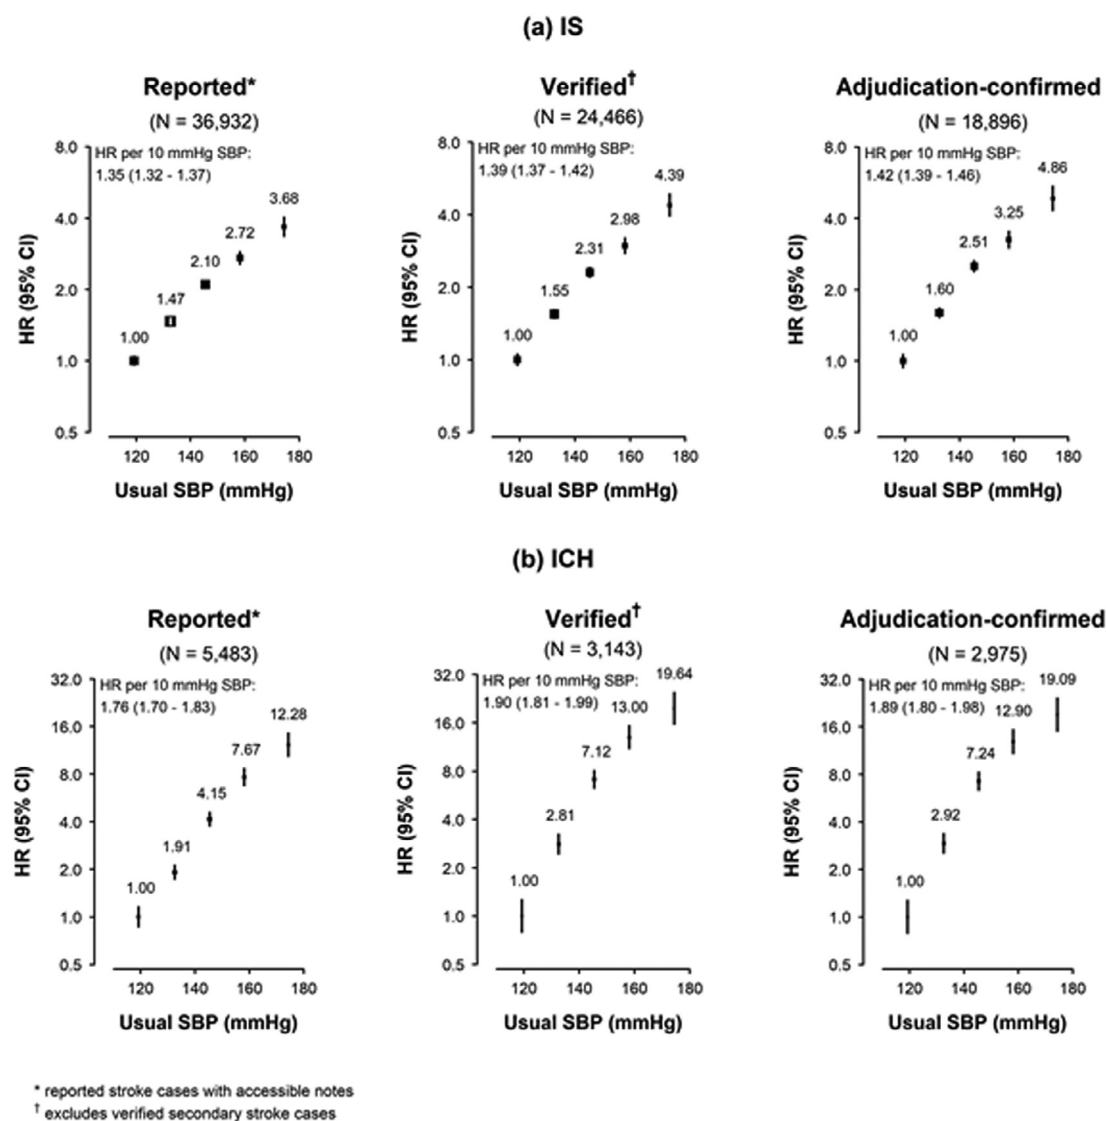 (a) IS
Reported*
(N = 36,932)
HR per 10 mmHg SBP:
1.35 (1.32 - 1.37)
8.0
4.0
2.0
1.0
0.5
HR (95% CI)
1.00
1.47
2.10
2.72
3.68
120 140 160 180
Usual SBP (mmHg)
Verified†
(N = 24,466)
HR per 10 mmHg SBP:
1.39 (1.37 - 1.42)
8.0
4.0
2.0
1.0
0.5
HR (95% CI)
1.00
1.55
2.31
2.98
4.39
120 140 160 180
Usual SBP (mmHg)
Adjudication-confirmed
(N = 18,896)
HR per 10 mmHg SBP:
1.42 (1.39 - 1.46)
8.0
4.0
2.0
1.0
0.5
HR (95% CI)
1.00
1.60
2.51
3.25
4.86
120 140 160 180
Usual SBP (mmHg)
(b) ICH
Reported*
(N = 5,483)
HR per 10 mmHg SBP:
1.76 (1.70 - 1.83)
32.0
16.0
8.0
4.0
2.0
1.0
0.5
HR (95% CI)
1.00
1.91
4.15
7.67
12.28
120 140 160 180
Usual SBP (mmHg)
Verified†
(N = 3,143)
HR per 10 mmHg SBP:
1.90 (1.81 - 1.99)
32.0
16.0
8.0
4.0
2.0
1.0
0.5
HR (95% CI)
1.00
2.81
7.12
13.00
19.64
120 140 160 180
Usual SBP (mmHg)
Adjudication-confirmed
(N = 2,975)
HR per 10 mmHg SBP:
1.89 (1.80 - 1.98)
32.0
16.0
8.0
4.0
2.0
1.0
0.5
HR (95% CI)
1.00
2.92
7.24
12.90
19.09
120 140 160 180
Usual SBP (mmHg)
* reported stroke cases with accessible notes
† excludes verified secondary stroke cases